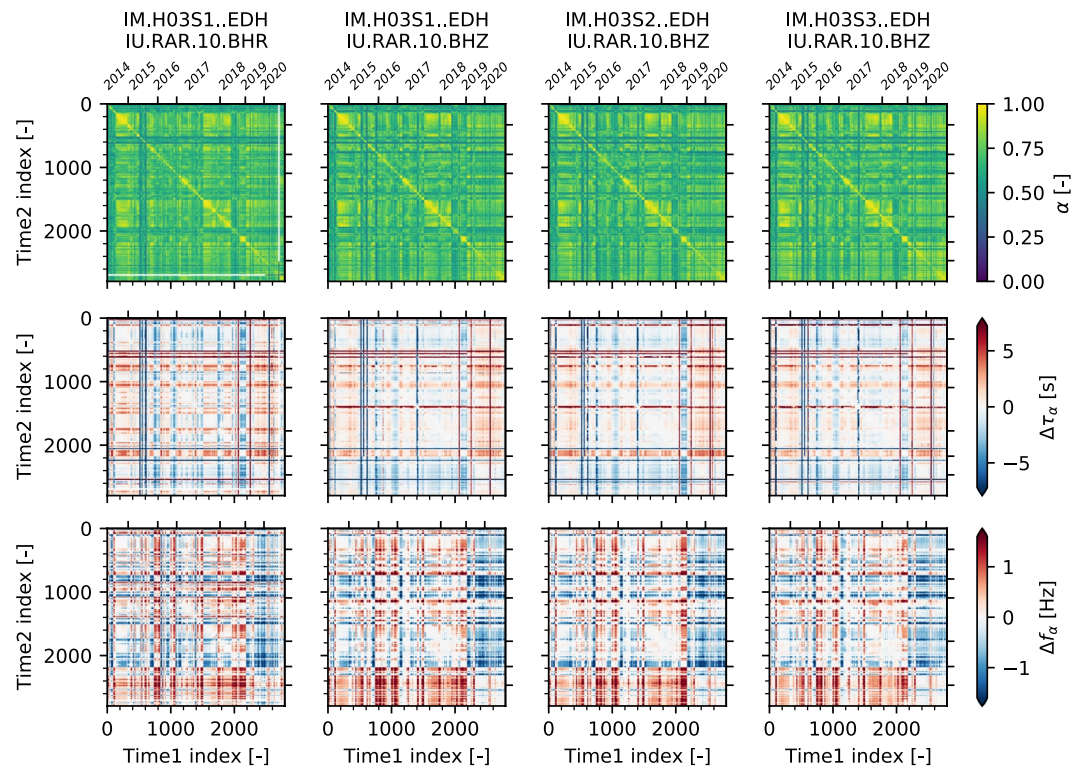 IM.H03S1..EDH IM.H03S1..EDH IM.H03S2..EDH IM.H03S3..EDH
IU.RAR.10.BHR IU.RAR.10.BHZ IU.RAR.10.BHZ IU.RAR.10.BHZ
2014 2015 2016 2017 2018 2019 2020 2014 2015 2016 2017 2018 2019 2020 2014 2015 2016 2017 2018 2019 2020 2014 2015 2016 2017 2018 2019 2020
Time2 index [-]
0
1000
2000
1.00
0.75
0.50
0.25
0.00
α [-]
Time2 index [-]
0
1000
2000
5
0
−5
Δτα [s]
Time2 index [-]
0
1000
2000
1
0
−1
Δfα [Hz]
0 1000 2000 0 1000 2000 0 1000 2000 0 1000 2000
Time1 index [-] Time1 index [-] Time1 index [-] Time1 index [-]